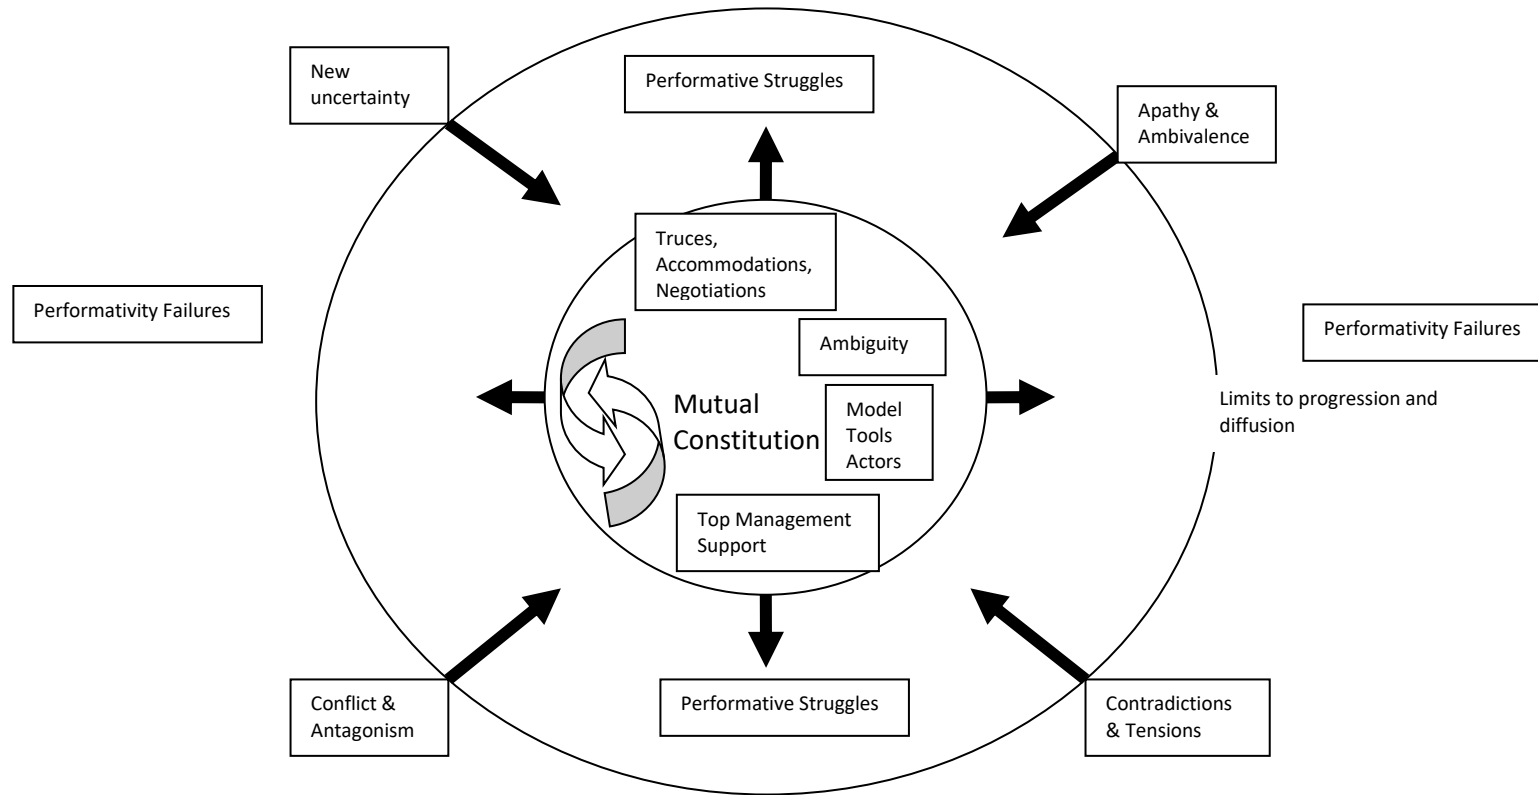 New
uncertainty
Performative Struggles
Apathy &
Ambivalence
Truces,
Accommodations,
Negotiations
Performativity Failures
Performativity Failures
Ambiguity
Mutual
Constitution
Model
Tools
Actors
Limits to progression and
diffusion
Top Management
Support
Conflict &
Antagonism
Performative Struggles
Contradictions
& Tensions